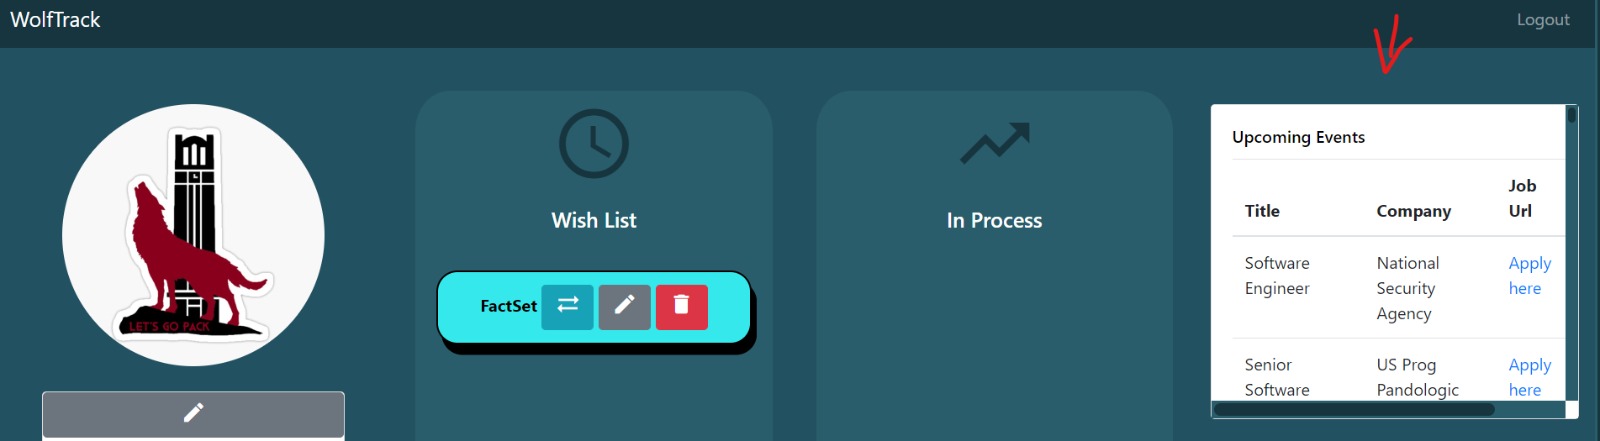 WolfTrack
Logout
LET'S GO PACK
Wish List
FactSet
In Process
Upcoming Events
Title
Company
Job
Url
Software
Engineer
National
Security
Agency
Apply
here
Senior
Software
US Prog
Pandologic
Apply
here